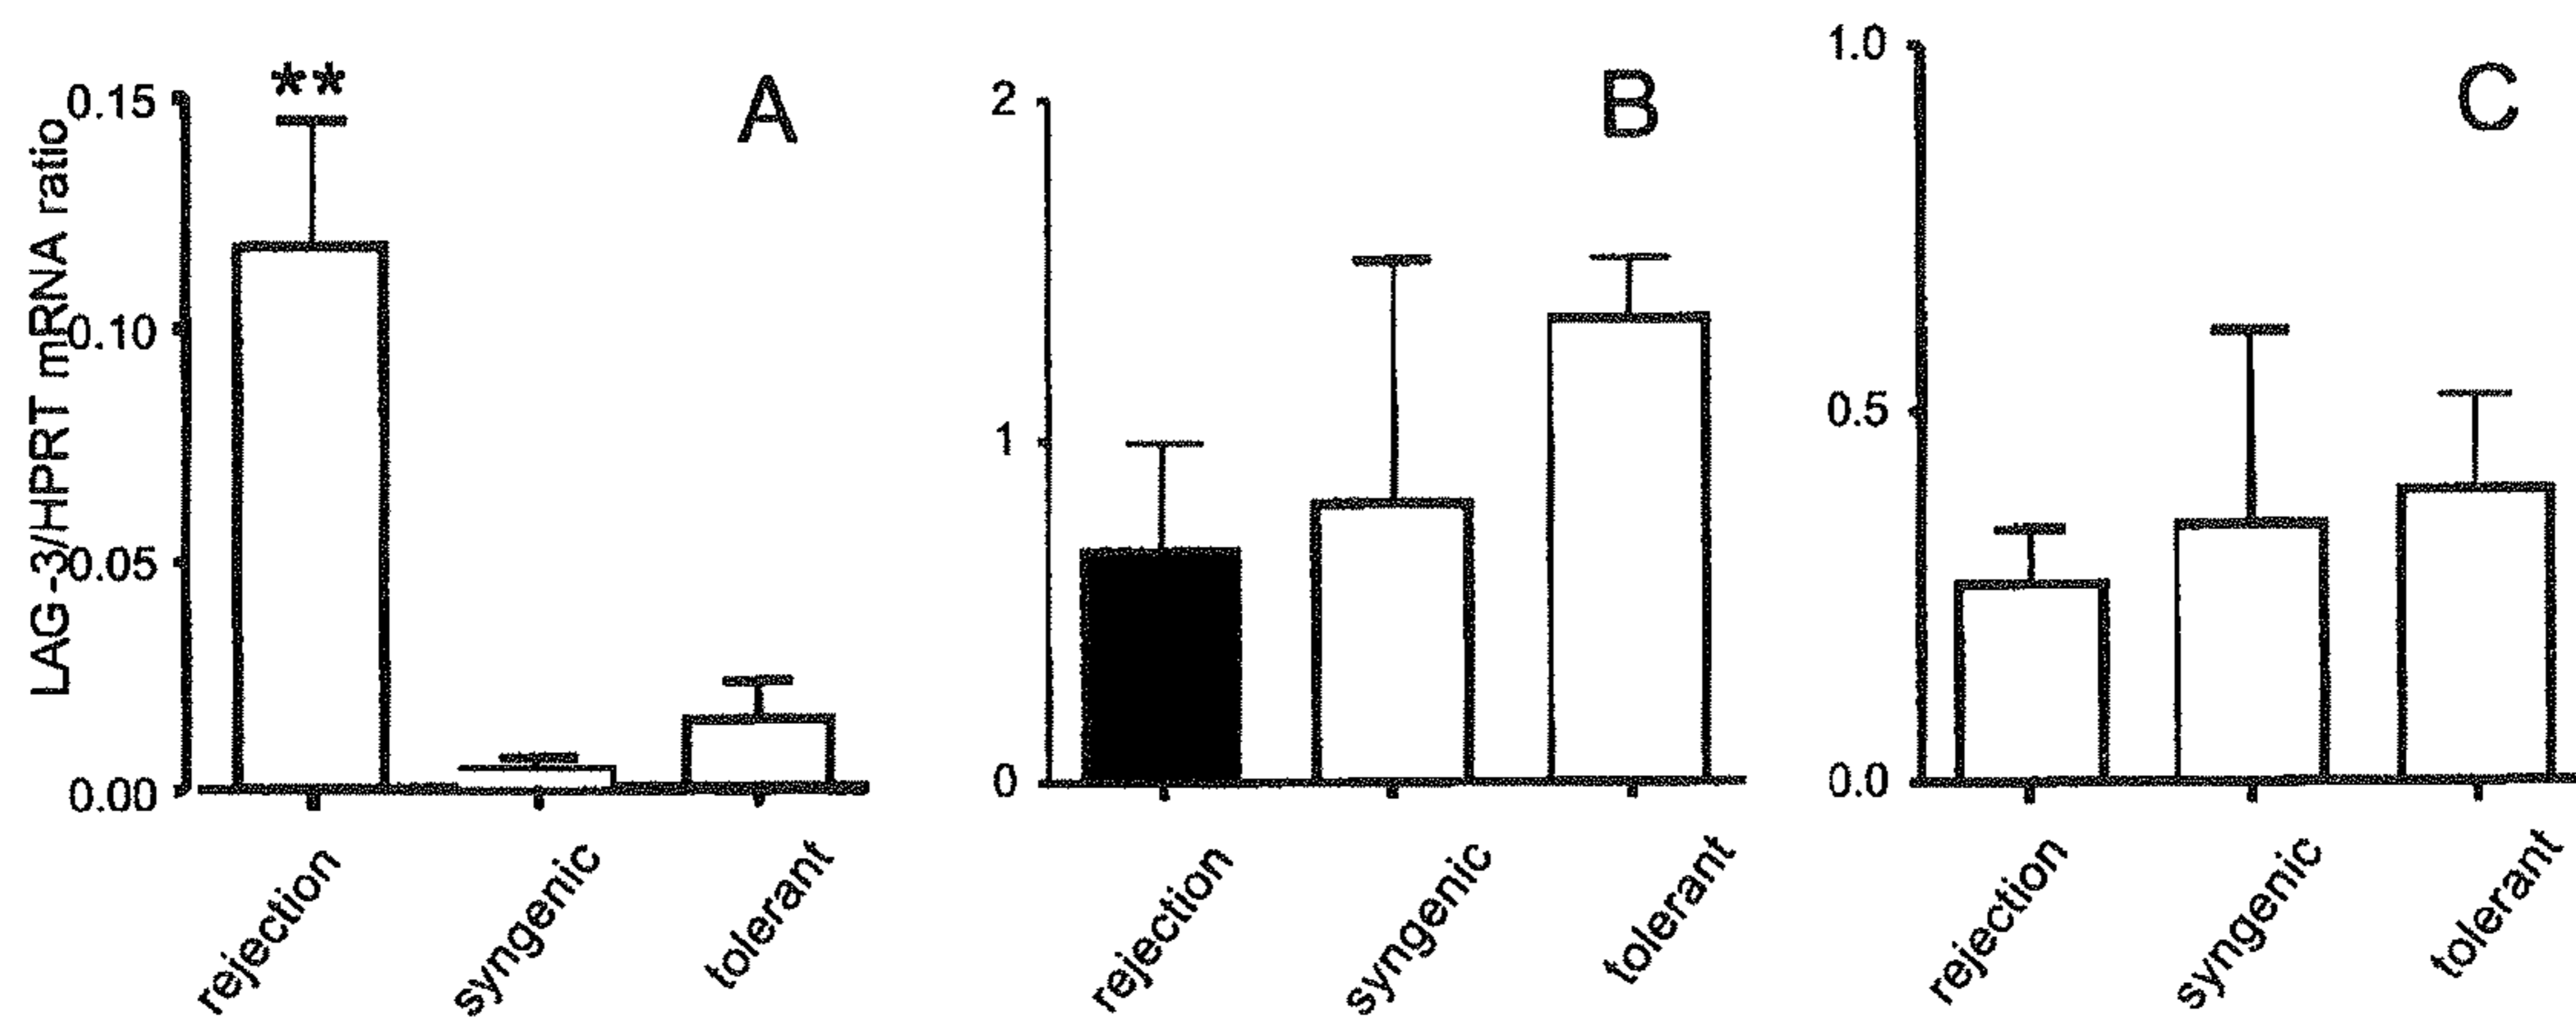 LAG-3/HPRT mRNA ratio
0.15
0.10
0.05
0.00
**
A
rejection
syngenic
tolerant
2
1
0
B
rejection
syngenic
tolerant
1.0
0.5
0.0
C
rejection
syngenic
tolerant